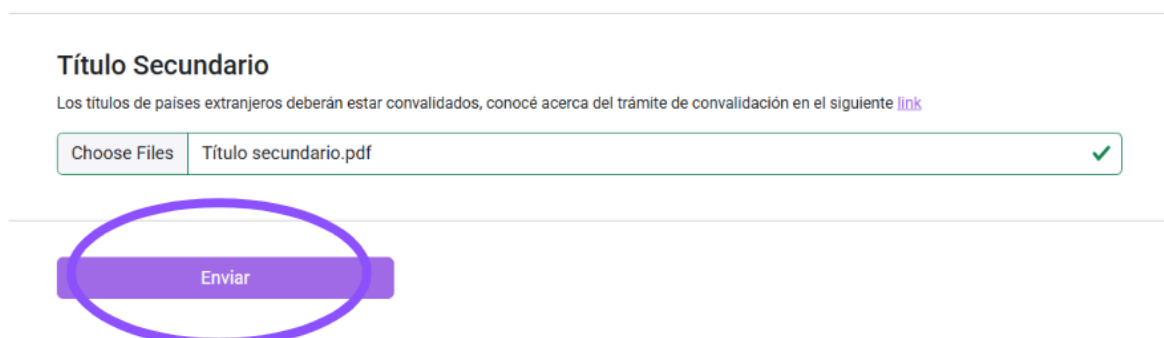 Título Secundario
Los títulos de países extranjeros deberán estar convalidados, conocé acerca del trámite de convalidación en el siguiente link
Choose Files Título secundario.pdf
Enviar